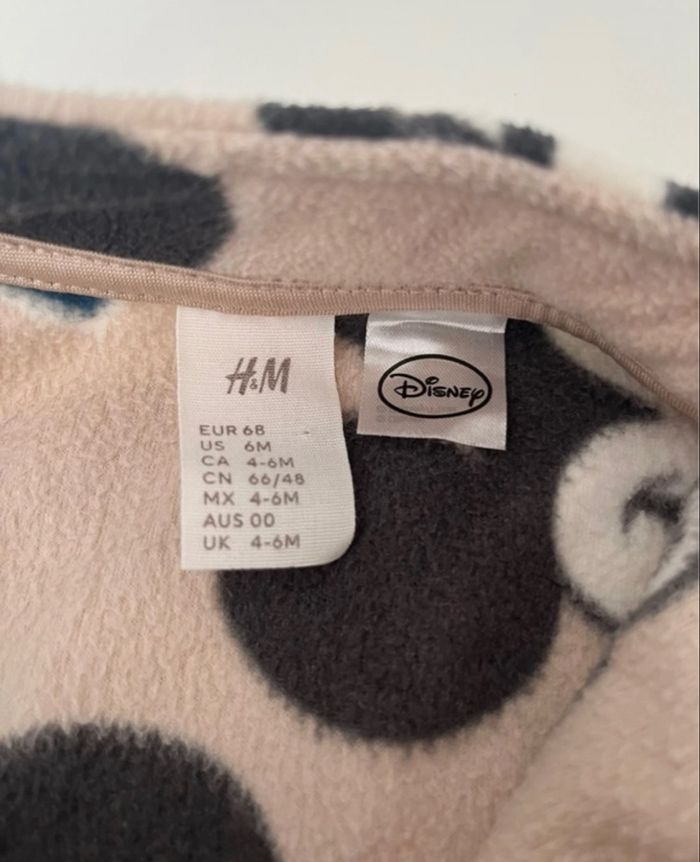 H&M
EUR 68
US 6M
CA 4-6M
CN 66/48
MX 4-6M
AUS 00
UK 4-6M
DISNEY